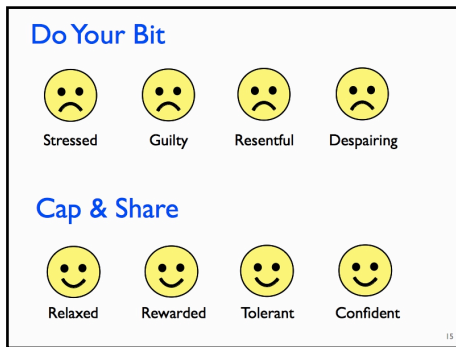 Do Your Bit
Stressed Guilty Resentful Despairing
Cap & Share
Relaxed Rewarded Tolerant Confident
15